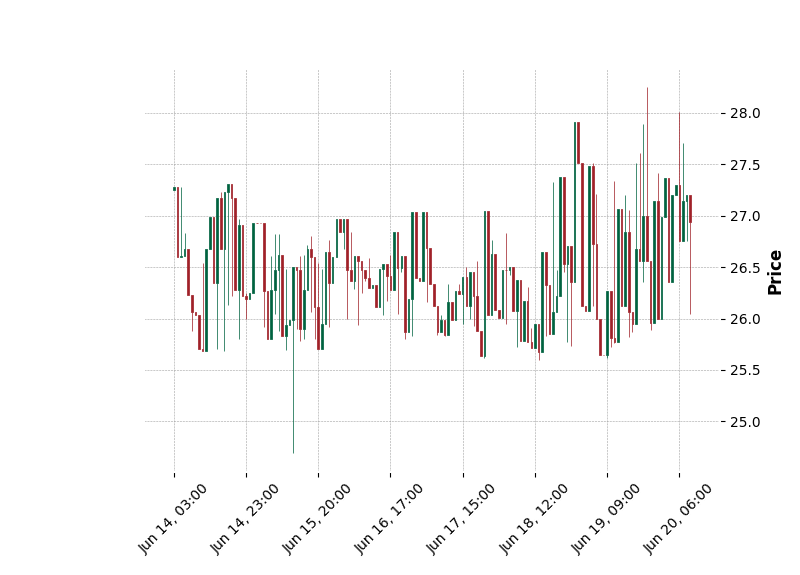 28.0
27.5
27.0
26.5
26.0
25.5
25.0
Price
Jun 14, 03:00
Jun 14, 23:00
Jun 15, 20:00
Jun 16, 17:00
Jun 17, 15:00
Jun 18, 12:00
Jun 19, 09:00
Jun 20, 06:00